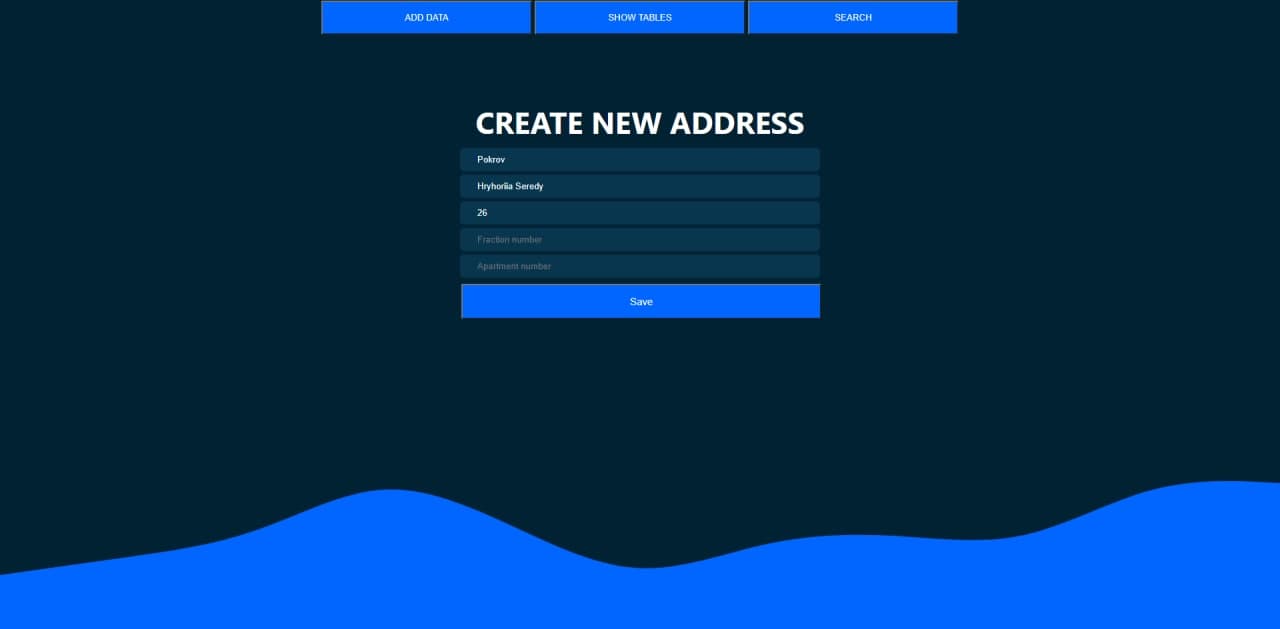 ADD DATA SHOW TABLES SEARCH
CREATE NEW ADDRESS
Pokrov
Hryhoriia Seredy
26
Fraction number
Apartment number
Save